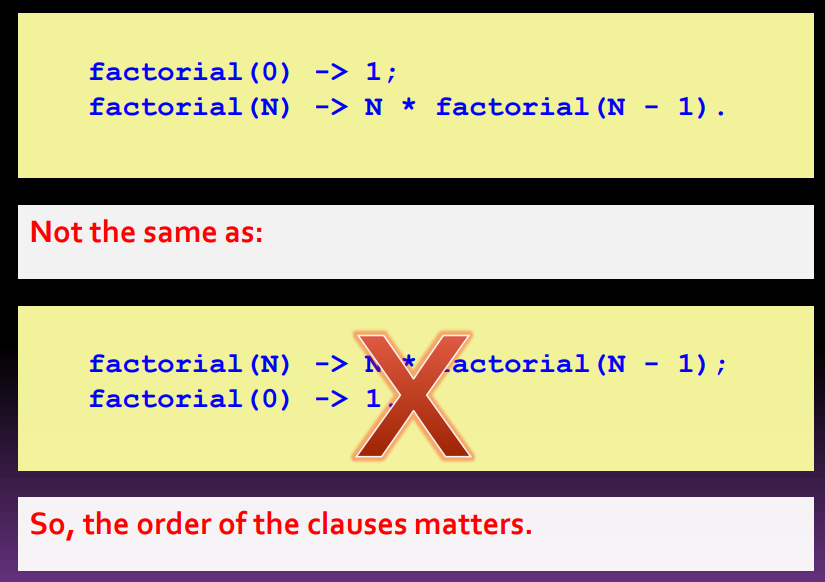 factorial(0) -> 1;
factorial(N) -> N * factorial(N - 1).
Not the same as:
factorial(N) -> N * factorial(N - 1);
factorial(0) -> 1.
So, the order of the clauses matters.